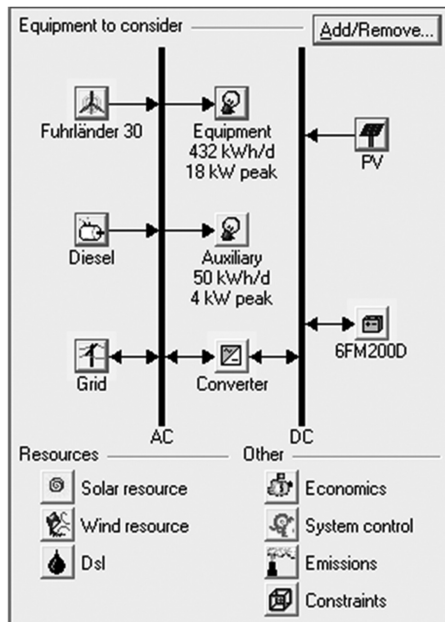 Equipment to consider
Add/Remove...
Fuhrländer 30
Equipment
432 kWh/d
18 kW peak
PV
Diesel
Auxiliary
50 kWh/d
4 kW peak
6FM200D
Grid
Converter
AC
DC
Resources
Other
Solar resource
Economics
Wind resource
System control
Dsl
Emissions
Constraints